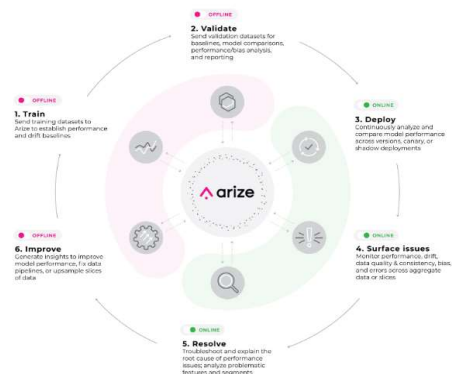 OFFLINE
2. Validate
Send validation datasets for
baselines, model comparisons,
performance/bias analysis,
and reporting
OFFLINE
1. Train
Send training datasets to
Arize to establish performance
and drift baselines
ONLINE
3. Deploy
Continuously analyze and
compare model performance
across versions, canary, or
shadow deployments
arize
OFFLINE
6. Improve
Generate insights to improve
model performance, fix data
pipelines, or upsample slices
of data
ONLINE
4. Surface issues
Monitor performance, drift,
data quality & consistency, bias,
and errors across aggregate
data or slices
ONLINE
5. Resolve
Troubleshoot and explain the
root cause of performance
issues; analyze problematic
features and segments